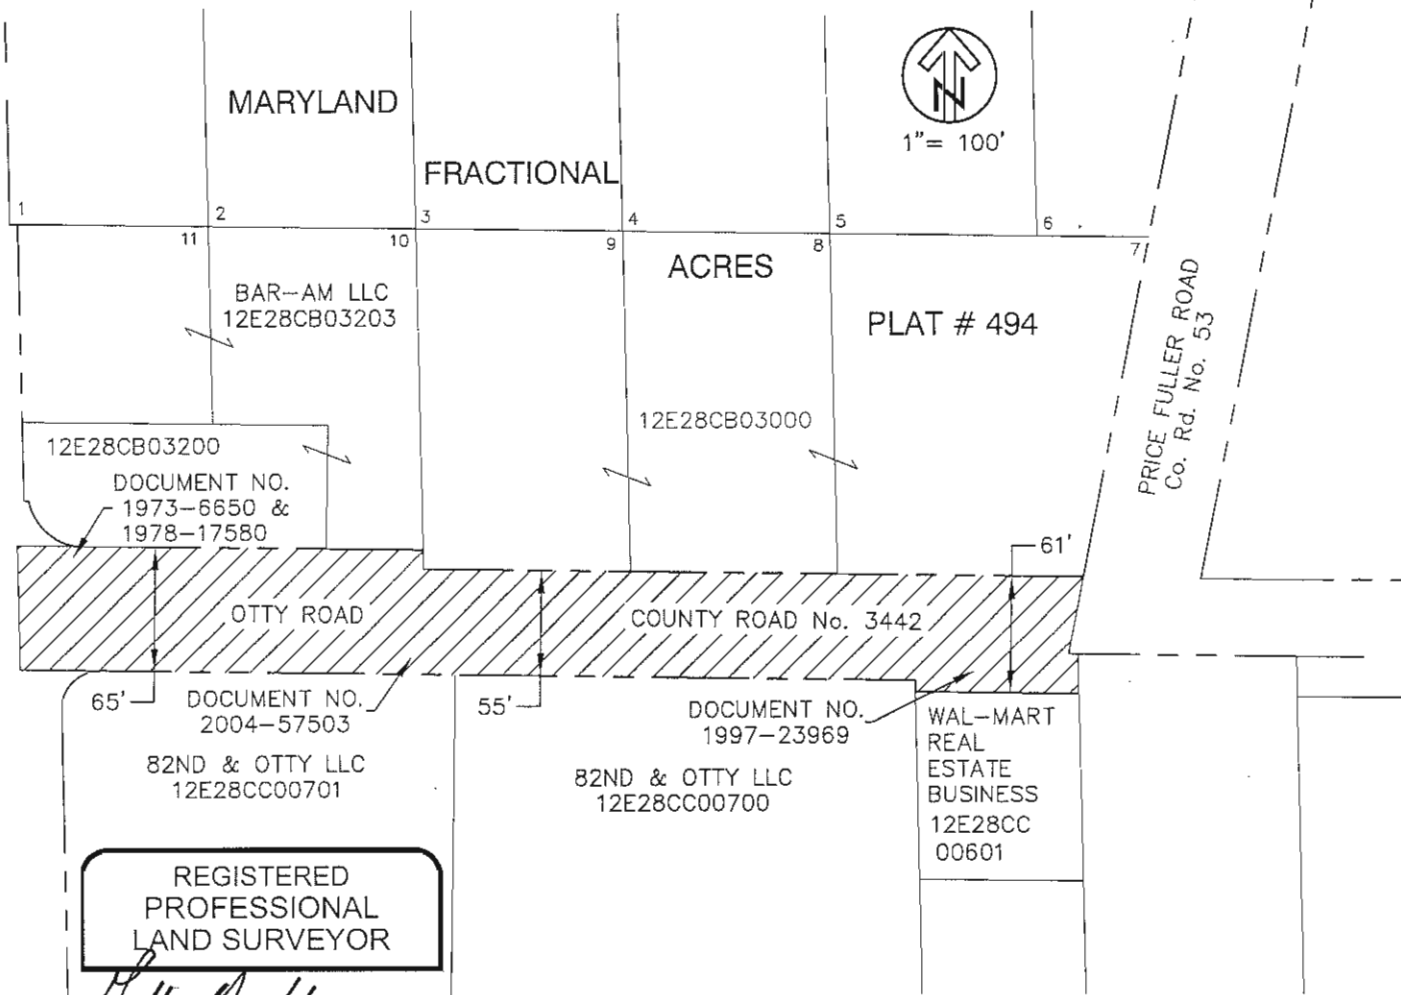 MARYLAND
FRACTIONAL
ACRES
PLAT # 494
N
1"= 100'
1
2
3
4
5
6
11
10
9
8
7
BAR-AM LLC
12E28CB03203
12E28CB03000
12E28CB03200
DOCUMENT NO.
1973-6650 &
1978-17580
PRICE FULLER ROAD
Co. Rd. No. 53
61'
OTTY ROAD
COUNTY ROAD No. 3442
65'
DOCUMENT NO.
2004-57503
55'
DOCUMENT NO.
1997-23969
82ND & OTTY LLC
12E28CC00701
82ND & OTTY LLC
12E28CC00700
WAL-MART
REAL
ESTATE
BUSINESS
12E28CC
00601
REGISTERED
PROFESSIONAL
LAND SURVEYOR